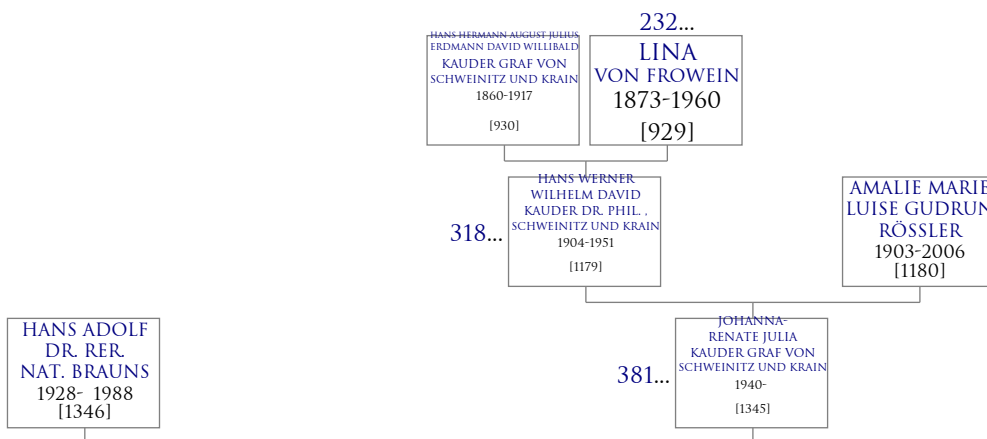 232...
HANS HERMANN AUGUST JULIUS
ERDMANN DAVID WILLIBALD
KAUDER GRAF VON
SCHWEINITZ UND KRAIN
1860-1917
[930]
LINA
VON FROWEIN
1873-1960
[929]
318...
HANS WERNER
WILHELM DAVID
KAUDER DR. PHIL. ,
SCHWEINITZ UND KRAIN
1904-1951
[1179]
AMALIE MARIE
LUISE GUDRUN
RÖSSLER
1903-2006
[1180]
HANS ADOLF
DR. RER.
NAT. BRAUNS
1928- 1988
[1346]
381...
JOHANNA-
RENATE JULIA
KAUDER GRAF VON
SCHWEINITZ UND KRAIN
1940-
[1345]